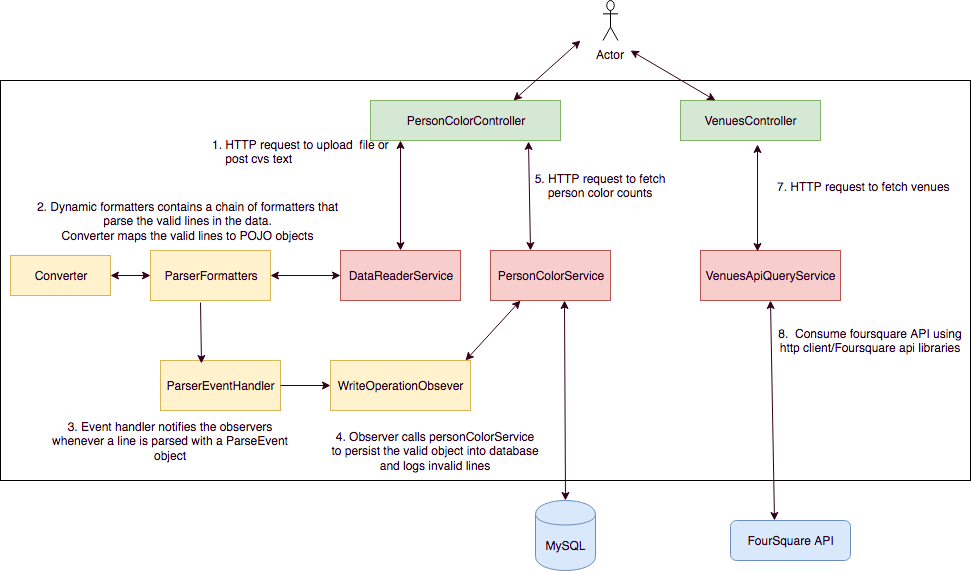 Actor
PersonColorController
VenuesController
1. HTTP request to upload  file or
post cvs text
5. HTTP request to fetch
person color counts
7. HTTP request to fetch venues
2. Dynamic formatters contains a chain of formatters that
parse the valid lines in the data.
Converter maps the valid lines to POJO objects
Converter
ParserFormatters
DataReaderService
PersonColorService
VenuesApiQueryService
8.  Consume foursquare API using
http client/Foursquare api libraries
ParserEventHandler
WriteOperationObsever
3. Event handler notifies the observers
whenever a line is parsed with a ParseEvent
object
4. Observer calls personColorService
to persist the valid object into database
and logs invalid lines
MySQL
FourSquare API